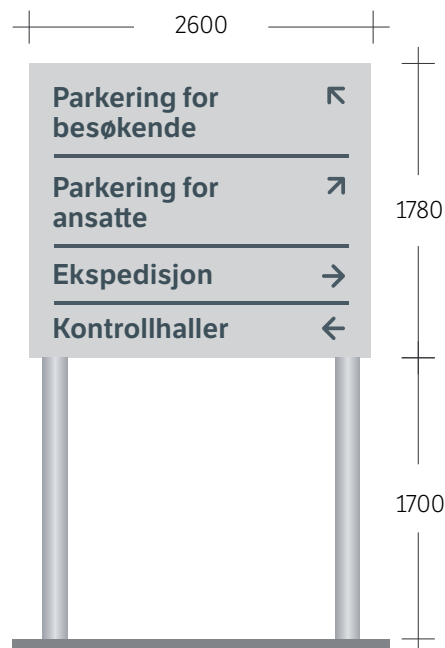 2600
Parkering for
besøkende
Parkering for
ansatte
1780
Ekspedisjon
Kontrollhaller
1700